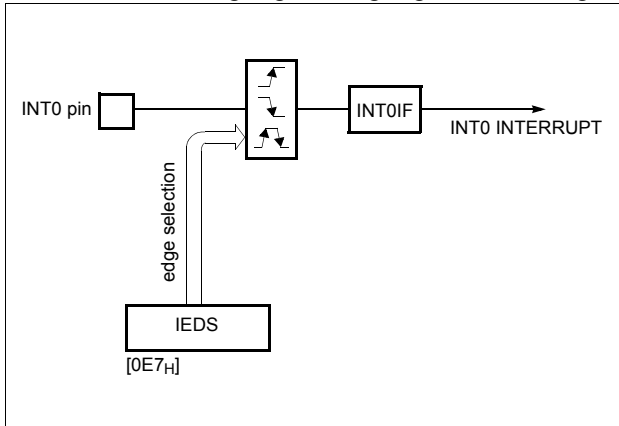 INT0 pin
INT0IF
INT0 INTERRUPT
edge selection
IEDS
[0E7H]